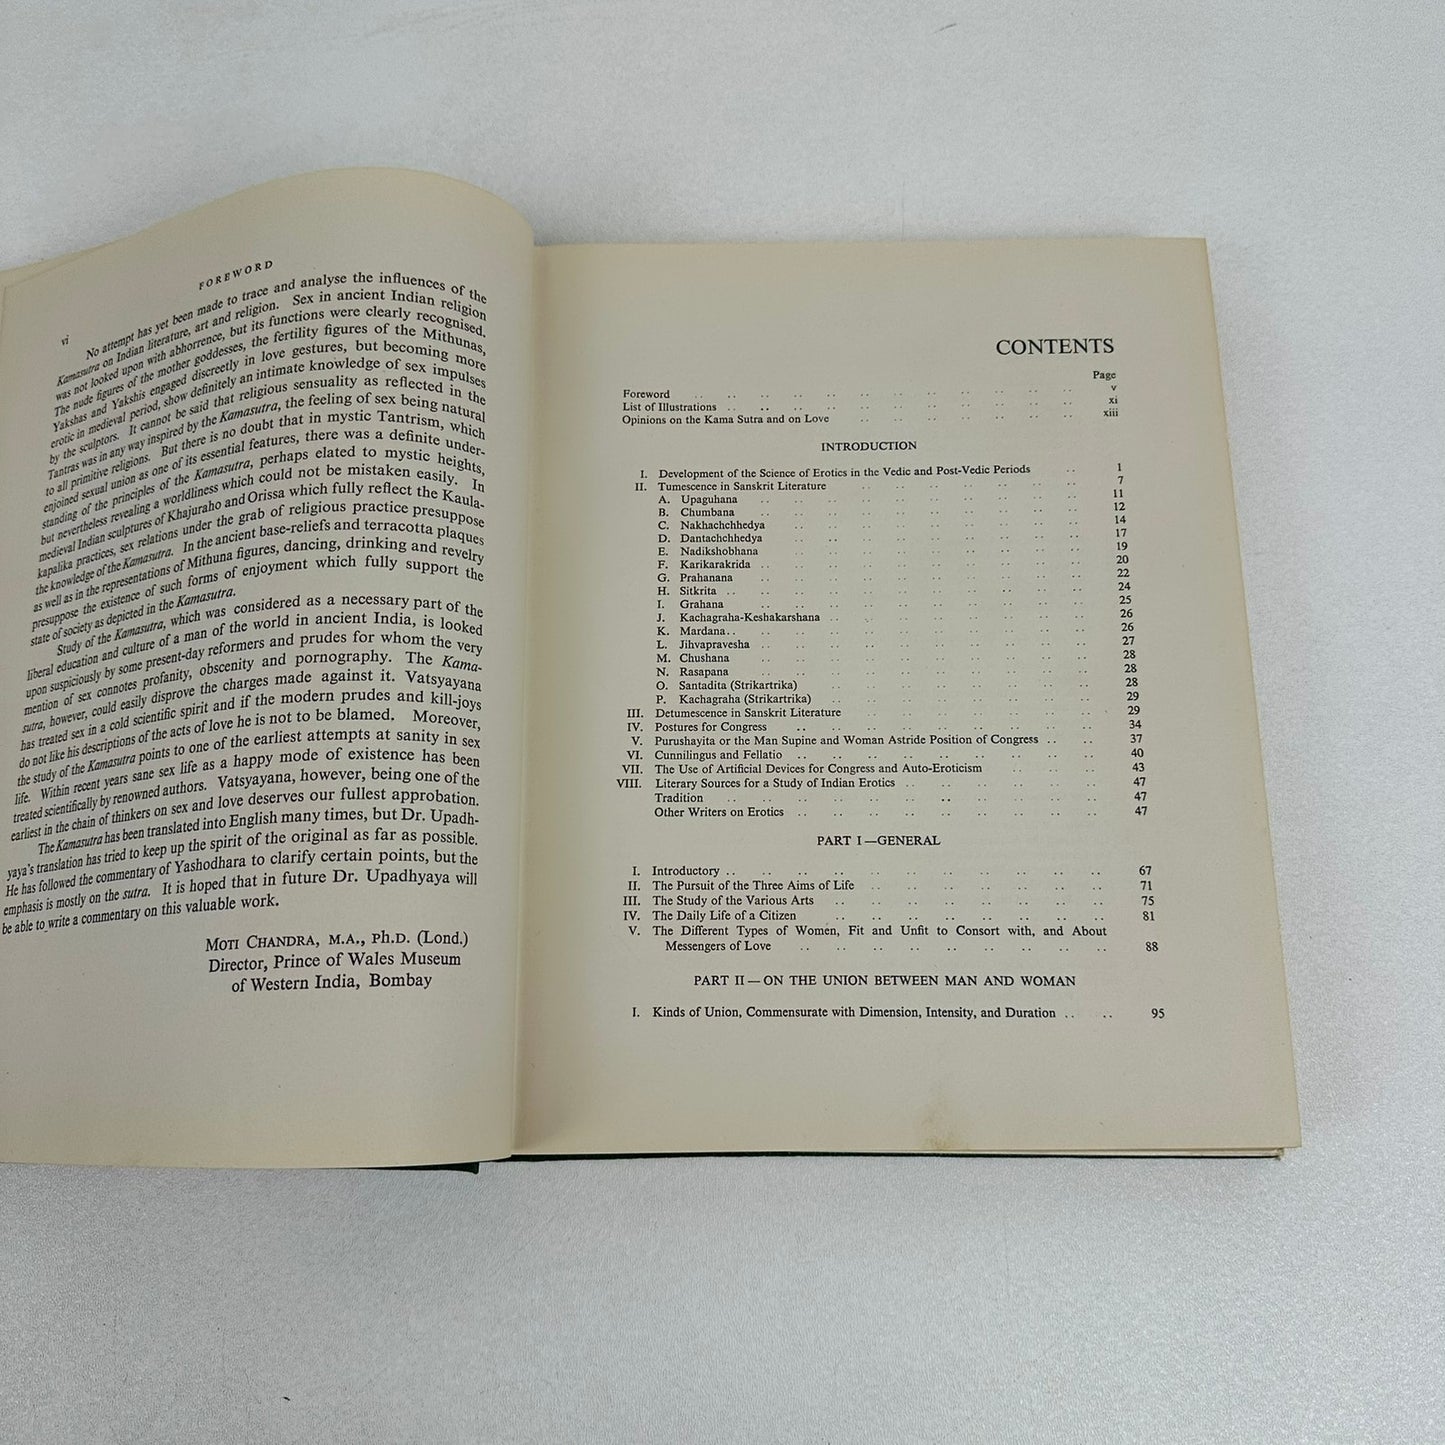 FOREWORD
vi
No attempt has yet been made to trace and analyse the influences of the
Kamasutra on Indian literature, art and religion. Sex in ancient Indian religion
was not looked upon with abhorrence, but its functions were clearly recognised.
The nude figures of the mother goddesses, the fertility figures of the Mithunas,
Yakshas and Yakshis engaged discreetly in love gestures, but becoming more
erotic in medieval period, show definitely an intimate knowledge of sex impulses
by the sculptors. It cannot be said that religious sensuality as reflected in the
Tantras was in any way inspired by the Kamasutra, the feeling of sex being natural
to all primitive religions. But there is no doubt that in mystic Tantrism, which
enjoined sexual union as one of its essential features, there was a definite under-
standing of the principles of the Kamasutra, perhaps elated to mystic heights,
but nevertheless revealing a worldliness which could not be mistaken easily. In
medieval Indian sculptures of Khajuraho and Orissa which fully reflect the Kaula-
kapalika practices, sex relations under the grab of religious practice presuppose
the knowledge of the Kamasutra. In the ancient base-reliefs and terracotta plaques
as well as in the representations of Mithuna figures, dancing, drinking and revelry
presuppose the existence of such forms of enjoyment which fully support the
state of society as depicted in the Kamasutra.
Study of the Kamasutra, which was considered as a necessary part of the
liberal education and culture of a man of the world in ancient India, is looked
upon suspiciously by some present-day reformers and prudes for whom the very
mention of sex connotes profanity, obscenity and pornography. The Kama-
sutra, however, could easily disprove the charges made against it. Vatsyayana
has treated sex in a cold scientific spirit and if the modern prudes and kill-joys
do not like his descriptions of the acts of love he is not to be blamed. Moreover,
the study of the Kamasutra points to one of the earliest attempts at sanity in sex
life. Within recent years sane sex life as a happy mode of existence has been
treated scientifically by renowned authors. Vatsyayana, however, being one of the
earliest in the chain of thinkers on sex and love deserves our fullest approbation.
The Kamasutra has been translated into English many times, but Dr. Upadh-
yaya's translation has tried to keep up the spirit of the original as far as possible.
He has followed the commentary of Yashodhara to clarify certain points, but the
emphasis is mostly on the sutra. It is hoped that in future Dr. Upadhyaya will
be able to write a commentary on this valuable work.
MOTI CHANDRA, M.A., Ph.D. (Lond.)
Director, Prince of Wales Museum
of Western India, Bombay
CONTENTS
Page
Foreword .. .. .. .. .. .. .. .. .. .. .. .. v
List of Illustrations .. .. .. .. .. .. .. .. .. .. .. xi
Opinions on the Kama Sutra and on Love .. .. xiii
INTRODUCTION
I. Development of the Science of Erotics in the Vedic and Post-Vedic Periods .. 1
II. Tumescence in Sanskrit Literature .. .. .. .. .. .. .. 7
A. Upaguhana .. .. .. .. .. .. .. .. .. .. 11
B. Chumbana .. .. .. .. .. .. .. .. .. .. 12
C. Nakhachchhedya .. .. .. .. .. .. .. .. .. 14
D. Dantachchhedya .. .. .. .. .. .. .. .. .. 17
E. Nadikshobhana .. .. .. .. .. .. .. .. .. 19
F. Karikarakrida .. .. .. .. .. .. .. .. .. .. 20
G. Prahanana .. .. .. .. .. .. .. .. .. .. 22
H. Sitkrita .. .. .. .. .. .. .. .. .. .. .. 24
I. Grahana .. .. .. .. .. .. .. .. .. .. 25
J. Kachagraha-Keshakarshana .. .. .. .. .. .. .. .. 26
K. Mardana.. .. .. .. .. .. .. .. .. .. .. 26
L. Jihvapravesha .. .. .. .. .. .. .. .. .. .. 27
M. Chushana .. .. .. .. .. .. .. .. .. .. 28
N. Rasapana .. .. .. .. .. .. .. .. .. .. 28
O. Santadita (Strikartrika) .. .. .. .. .. .. .. .. 28
P. Kachagraha (Strikartrika) .. .. .. .. .. .. .. .. 29
III. Detumescence in Sanskrit Literature .. .. .. .. .. .. .. 29
IV. Postures for Congress .. .. .. .. .. .. .. .. .. 34
V. Purushayita or the Man Supine and Woman Astride Position of Congress .. .. 37
VI. Cunnilingus and Fellatio .. .. .. .. .. .. .. .. .. 40
VII. The Use of Artificial Devices for Congress and Auto-Eroticism .. .. .. 43
VIII. Literary Sources for a Study of Indian Erotics .. .. .. .. .. .. 47
Tradition .. .. .. .. .. .. .. .. .. .. .. 47
Other Writers on Erotics .. .. .. .. .. .. .. .. .. 47
PART I—GENERAL
I. Introductory .. .. .. .. .. .. .. .. .. .. .. 67
II. The Pursuit of the Three Aims of Life .. .. .. .. .. .. .. 71
III. The Study of the Various Arts .. .. .. .. .. .. .. .. 75
IV. The Daily Life of a Citizen .. .. .. .. .. .. .. .. 81
V. The Different Types of Women, Fit and Unfit to Consort with, and About
Messengers of Love .. .. .. .. .. .. .. .. .. 88
PART II—ON THE UNION BETWEEN MAN AND WOMAN
I. Kinds of Union, Commensurate with Dimension, Intensity, and Duration .. .. 95